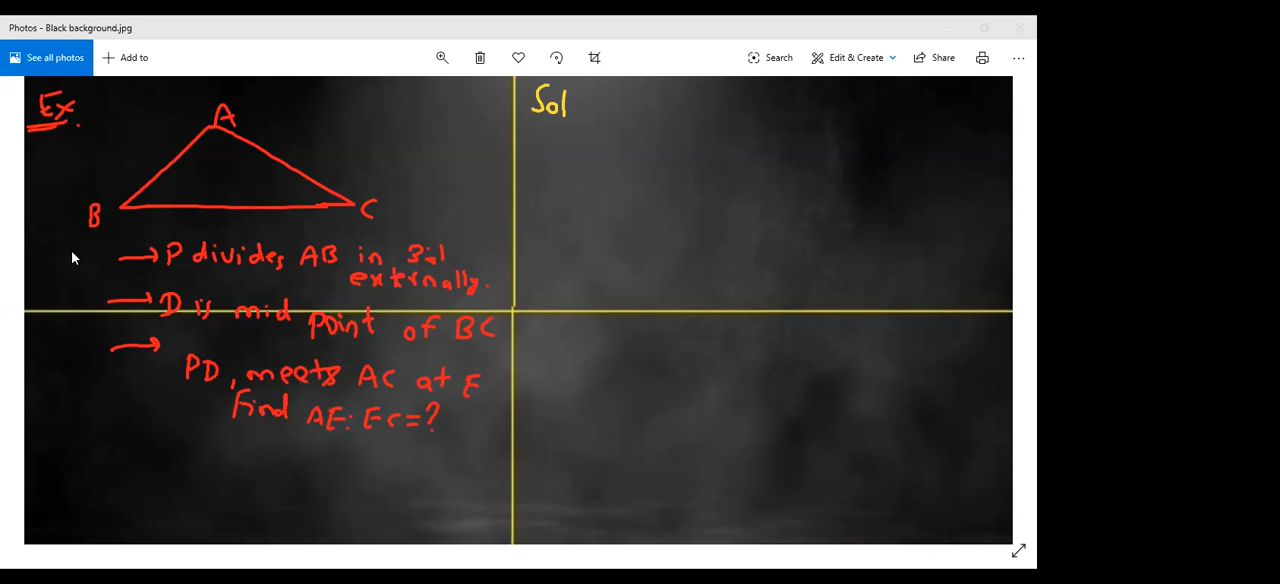 Photos - Black background.jpg
See all photos
Add to
Search
Edit & Create
Share
Ex.
A
B
C
→ P divides AB in 3:1
externally.
→ D is mid point of BC
→ PD, meets AC at E
Find AE:EC=?
Sol